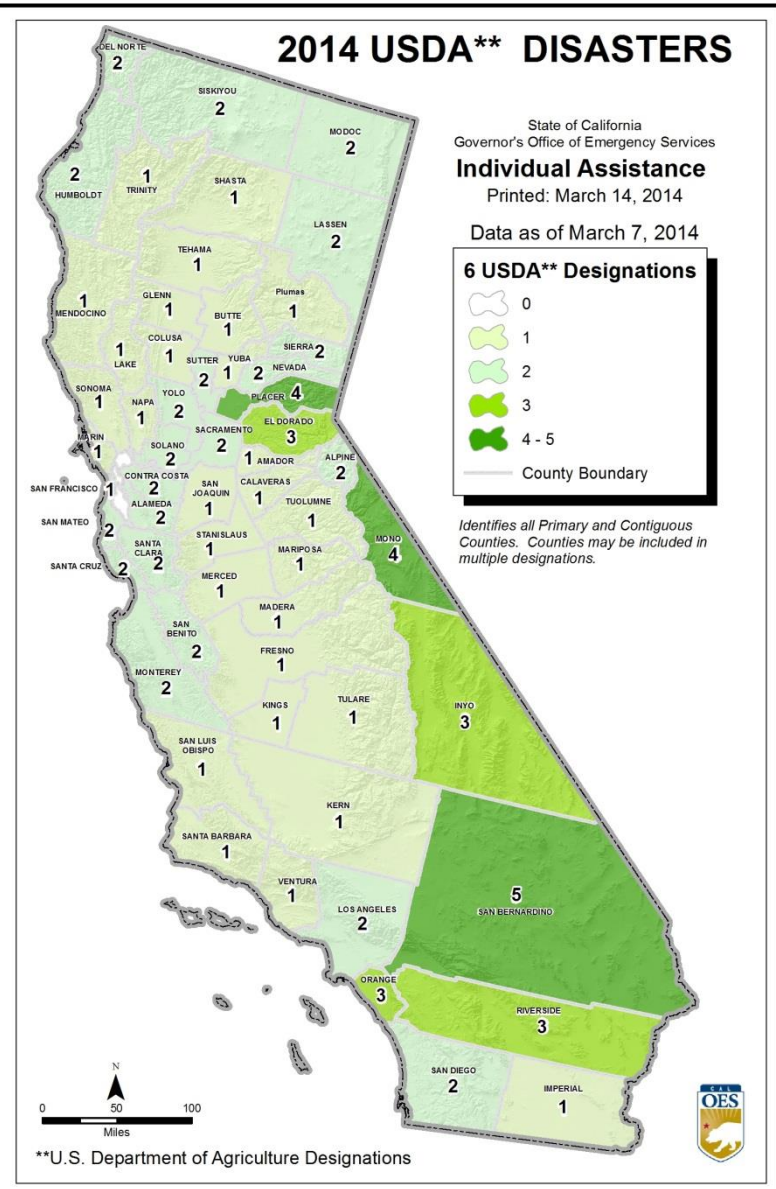 2014 USDA** DISASTERS
State of California
Governor's Office of Emergency Services
Individual Assistance
Printed: March 14, 2014
Data as of March 7, 2014
6 USDA** Designations
0
1
2
3
4 - 5
County Boundary
Identifies all Primary and Contiguous
Counties. Counties may be included in
multiple designations.
DEL NORTE
2
SISKIYOU
2
MODOC
2
2
HUMBOLDT
1
TRINITY
SHASTA
1
LASSEN
2
TEHAMA
1
Plumas
1
1
MENDOCINO
GLENN
1
BUTTE
1
COLUSA
1
1
LAKE
SUTTER
2
YUBA
1
SIERRA 2
2 NEVADA
PLACER 4
SONOMA
1
NAPA
1
YOLO
2
SACRAMENTO
2
EL DORADO
3
MARIN
1
SOLANO
2
1
AMADOR
ALPINE
2
SAN FRANCISCO 1
CONTRA COSTA
2
ALAMEDA
2
SAN
JOAQUIN
1
CALAVERAS
1
TUOLUMNE
1
MONO
4
SAN MATEO
2
SANTA
CLARA
2
STANISLAUS
1
MARIPOSA
1
SANTA CRUZ 2
MERCED
1
MADERA
1
SAN
BENITO
2
FRESNO
1
MONTEREY
2
KINGS
1
TULARE
1
INYO
3
SAN LUIS
OBISPO
1
KERN
1
SANTA BARBARA
1
VENTURA
1
LOS ANGELES
2
5
SAN BERNARDINO
ORANGE
3
RIVERSIDE
3
SAN DIEGO
2
IMPERIAL
1
N
0 50 100
Miles
CAL
OES
**U.S. Department of Agriculture Designations